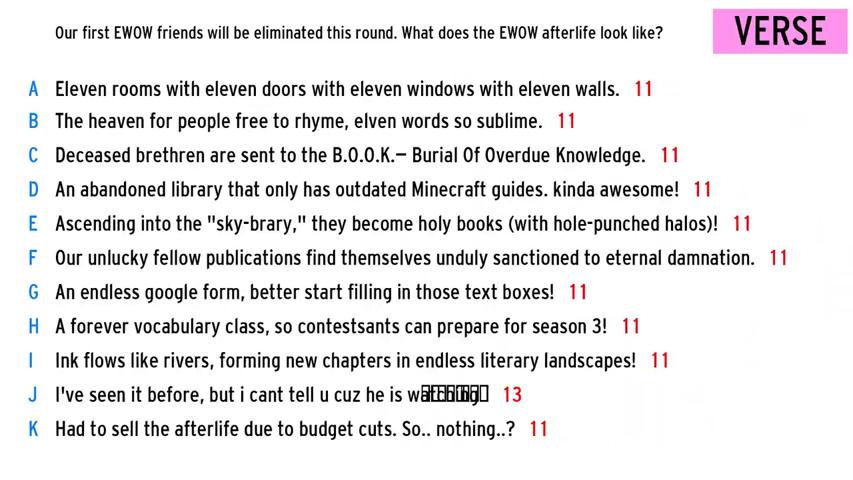 Our first EWOW friends will be eliminated this round. What does the EWOW afterlife look like?
VERSE
A Eleven rooms with eleven doors with eleven windows with eleven walls. 11
B The heaven for people free to rhyme, elven words so sublime. 11
C Deceased brethren are sent to the B.O.O.K.— Burial Of Overdue Knowledge. 11
D An abandoned library that only has outdated Minecraft guides. kinda awesome! 11
E Ascending into the "sky-brary," they become holy books (with hole-punched halos)! 11
F Our unlucky fellow publications find themselves unduly sanctioned to eternal damnation. 11
G An endless google form, better start filling in those text boxes! 11
H A forever vocabulary class, so contestsants can prepare for season 3! 11
I Ink flows like rivers, forming new chapters in endless literary landscapes! 11
J I've seen it before, but i cant tell u cuz he is 13
K Had to sell the afterlife due to budget cuts. So.. nothing..? 11